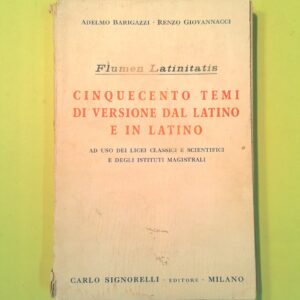 ADELMO BARIGAZZI - RENZO GIOVANNACCI
Flumen Latinitatis
CINQUECENTO TEMI
DI VERSIONE DAL LATINO
E IN LATINO
AD USO DEI LICEI CLASSICI E SCIENTIFICI
E DEGLI ISTITUTI MAGISTRALI
CARLO SIGNORELLI - EDITORE - MILANO